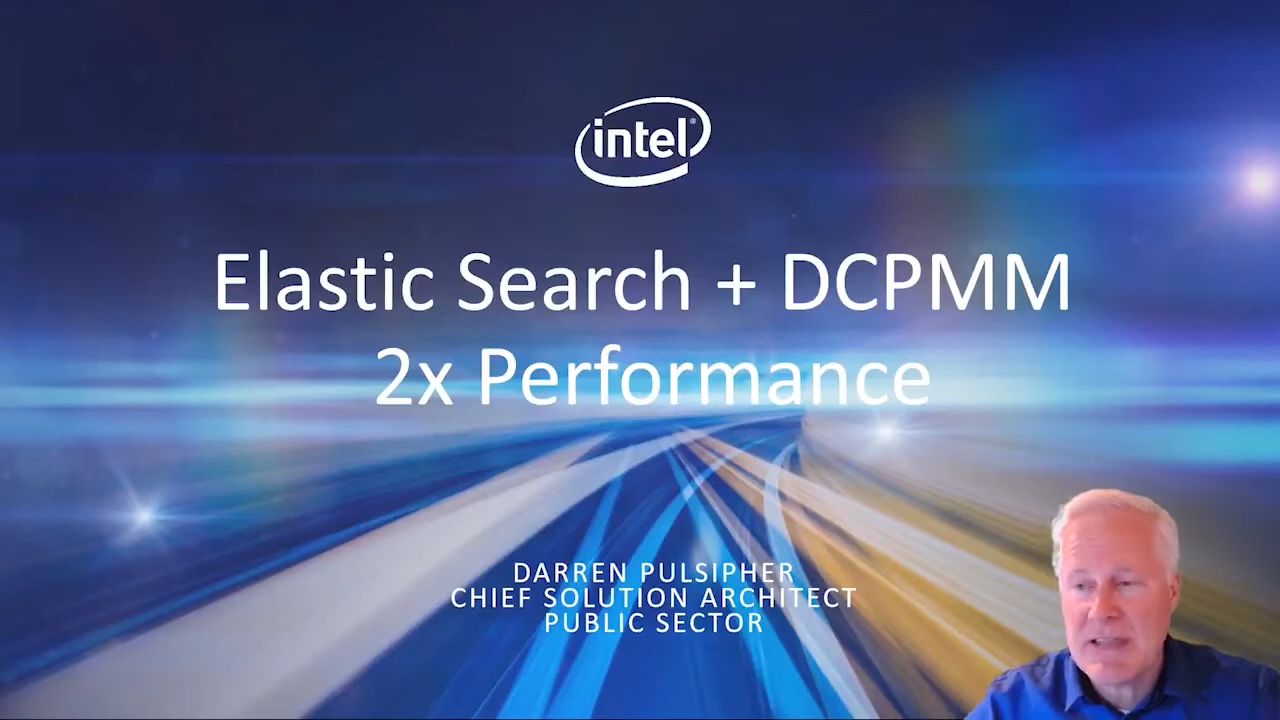 intel
Elastic Search + DCPMM
2x Performance
DARREN PULSIPHER
CHIEF SOLUTION ARCHITECT
PUBLIC SECTOR